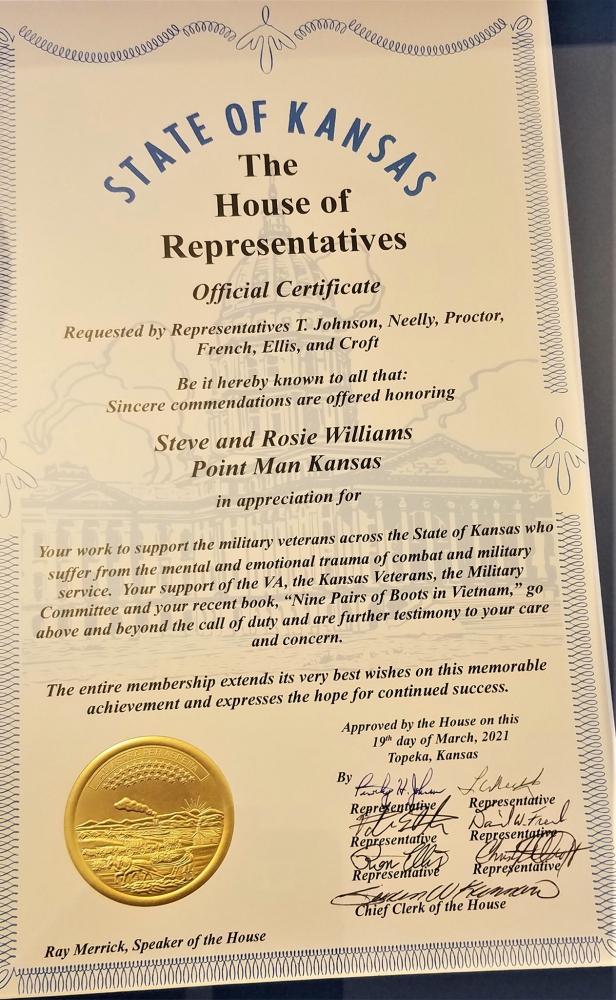 STATE OF KANSAS
The
House of
Representatives
Official Certificate
Requested by Representatives T. Johnson, Neelly, Proctor,
French, Ellis, and Croft
Be it hereby known to all that:
Sincere commendations are offered honoring
Steve and Rosie Williams
Point Man Kansas
in appreciation for
Your work to support the military veterans across the State of Kansas who
suffer from the mental and emotional trauma of combat and military
service. Your support of the VA, the Kansas Veterans, the Military
Committee and your recent book, “Nine Pairs of Boots in Vietnam,” go
above and beyond the call of duty and are further testimony to your care
and concern.
The entire membership extends its very best wishes on this memorable
achievement and expresses the hope for continued success.
Approved by the House on this
19th day of March, 2021
Topeka, Kansas
By
Representative Representative
Representative Representative
Representative Representative
Chief Clerk of the House
Ray Merrick, Speaker of the House